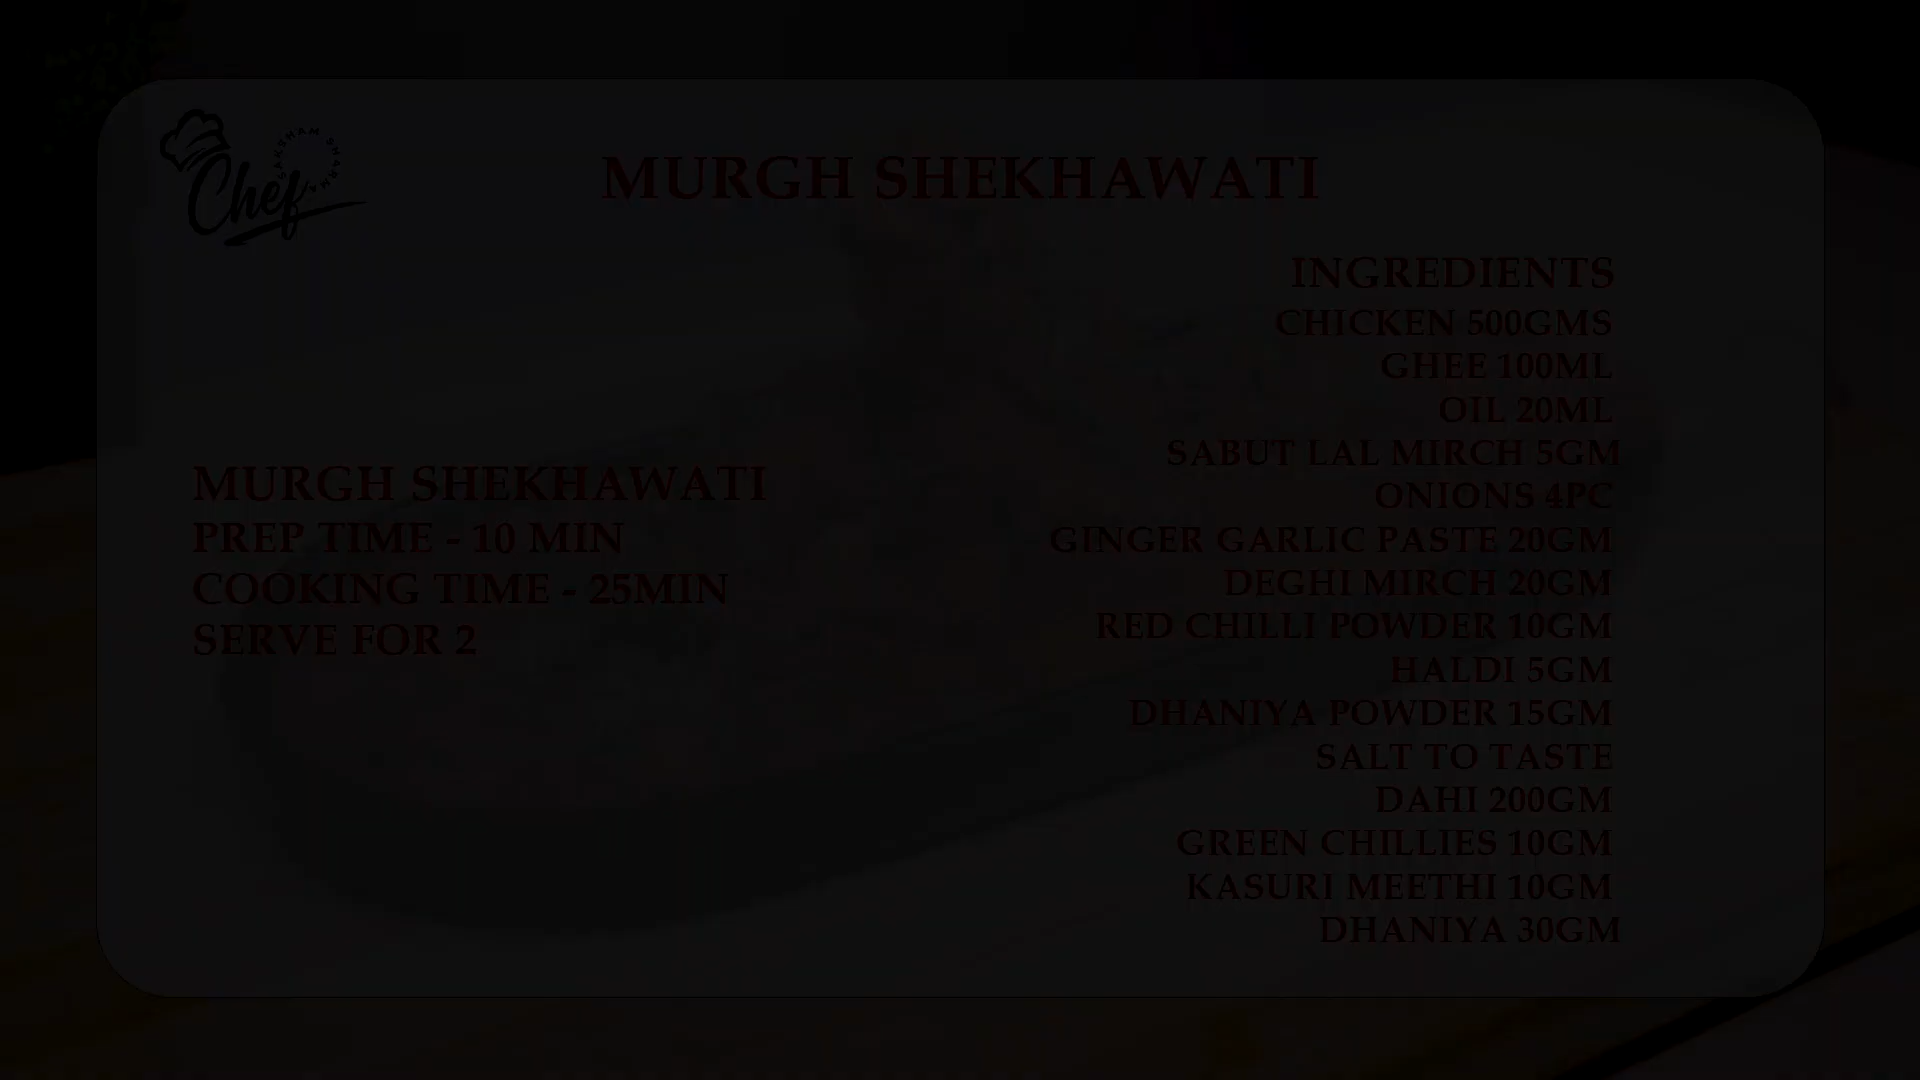 Chef
SAKSHAM SHARMA
MURGH SHEKHAWATI
MURGH SHEKHAWATI
PREP TIME - 10 MIN
COOKING TIME - 25MIN
SERVE FOR 2
INGREDIENTS
CHICKEN 500GMS
GHEE 100ML
OIL 20ML
SABUT LAL MIRCH 5GM
ONIONS 4PC
GINGER GARLIC PASTE 20GM
DEGHI MIRCH 20GM
RED CHILLI POWDER 10GM
HALDI 5GM
DHANIYA POWDER 15GM
SALT TO TASTE
DAHI 200GM
GREEN CHILLIES 10GM
KASURI MEETHI 10GM
DHANIYA 30GM